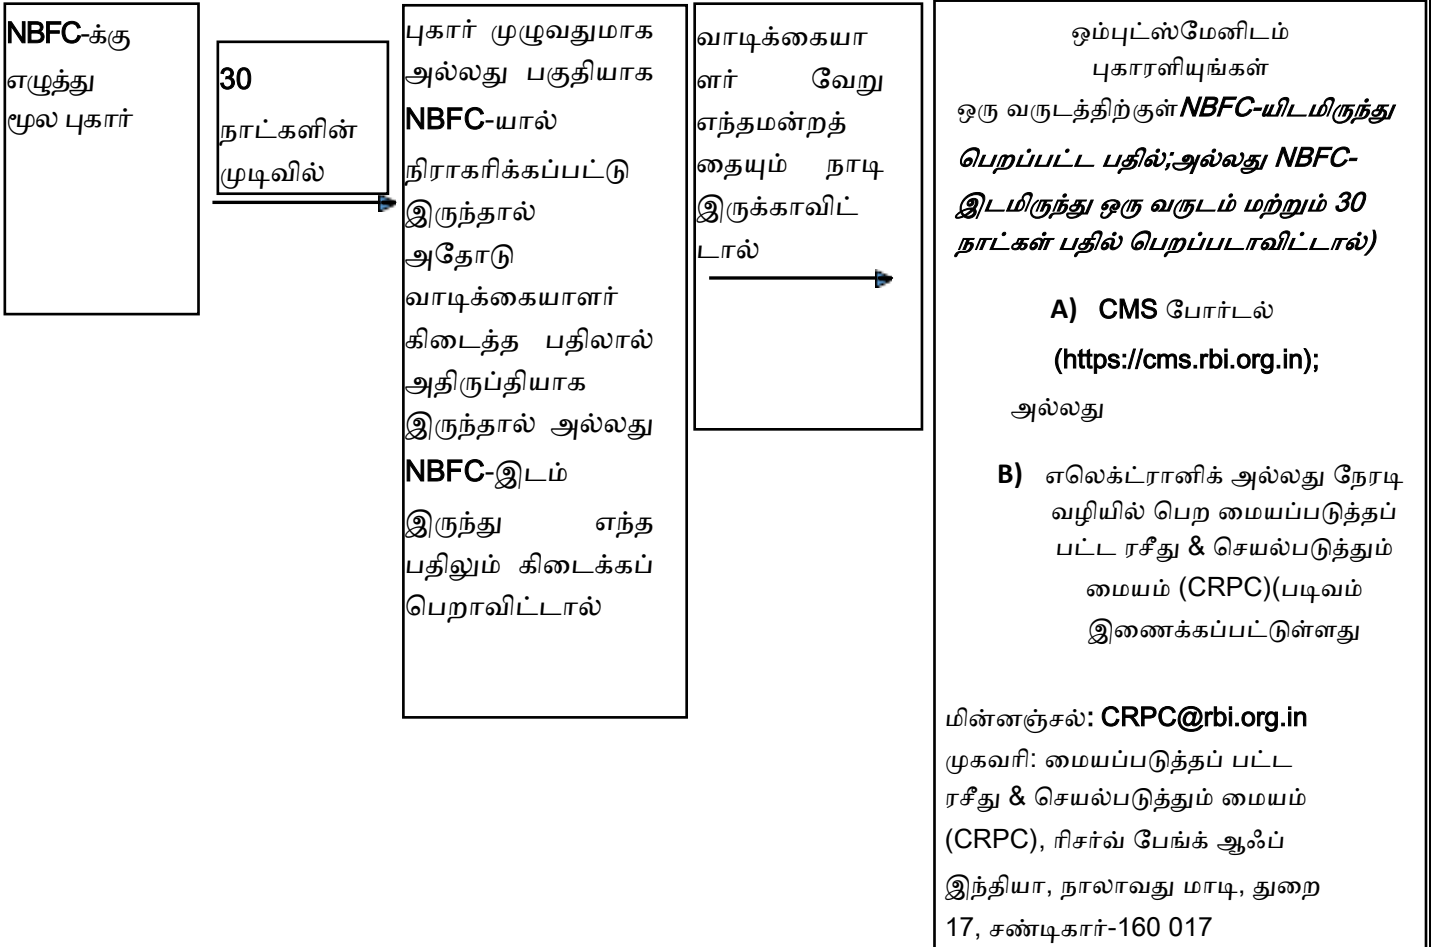 NBFC-க்கு
எழுத்து
மூல புகார்
30
நாட்களின்
முடிவில்
புகார் முழுவதுமாக
அல்லது பகுதியாக
NBFC-யால்
நிராகரிக்கப்பட்டு
இருந்தால்
அதோடு
வாடிக்கையாளர்
கிடைத்த பதிலால்
அதிருப்தியாக
இருந்தால் அல்லது
NBFC-இடம்
இருந்து எந்த
பதிலும் கிடைக்கப்
பெறாவிட்டால்
வாடிக்கையா
ளர் வேறு
எந்தமன்றத்
தையும் நாடி
இருக்காவிட்
டால்
ஒம்புட்ஸ்மேனிடம்
புகாரளியுங்கள்
ஒரு வருடத்திற்குள்NBFC-யிடமிருந்து
பெறப்பட்ட பதில்;அல்லது NBFC-
இடமிருந்து ஒரு வருடம் மற்றும் 30
நாட்கள் பதில் பெறப்படாவிட்டால்)
A) CMS போர்டல்
(https://cms.rbi.org.in);
அல்லது
B) எலெக்ட்ரானிக் அல்லது நேரடி
வழியில் பெற மையப்படுத்தப்
பட்ட ரசீது & செயல்படுத்தும்
மையம் (CRPC)(படிவம்
இணைக்கப்பட்டுள்ளது
மின்னஞ்சல்: CRPC@rbi.org.in
முகவரி: மையப்படுத்தப் பட்ட
ரசீது & செயல்படுத்தும் மையம்
(CRPC), ரிசர்வ் பேங்க் ஆஃப்
இந்தியா, நாலாவது மாடி, துறை
17, சண்டிகார்-160 017